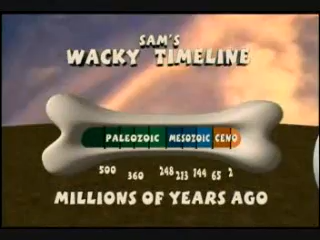 SAM'S
WACKY TIMELINE
PALEOZOIC MESOZOIC CENO
500 360 248 213 144 65 2
MILLIONS OF YEARS AGO